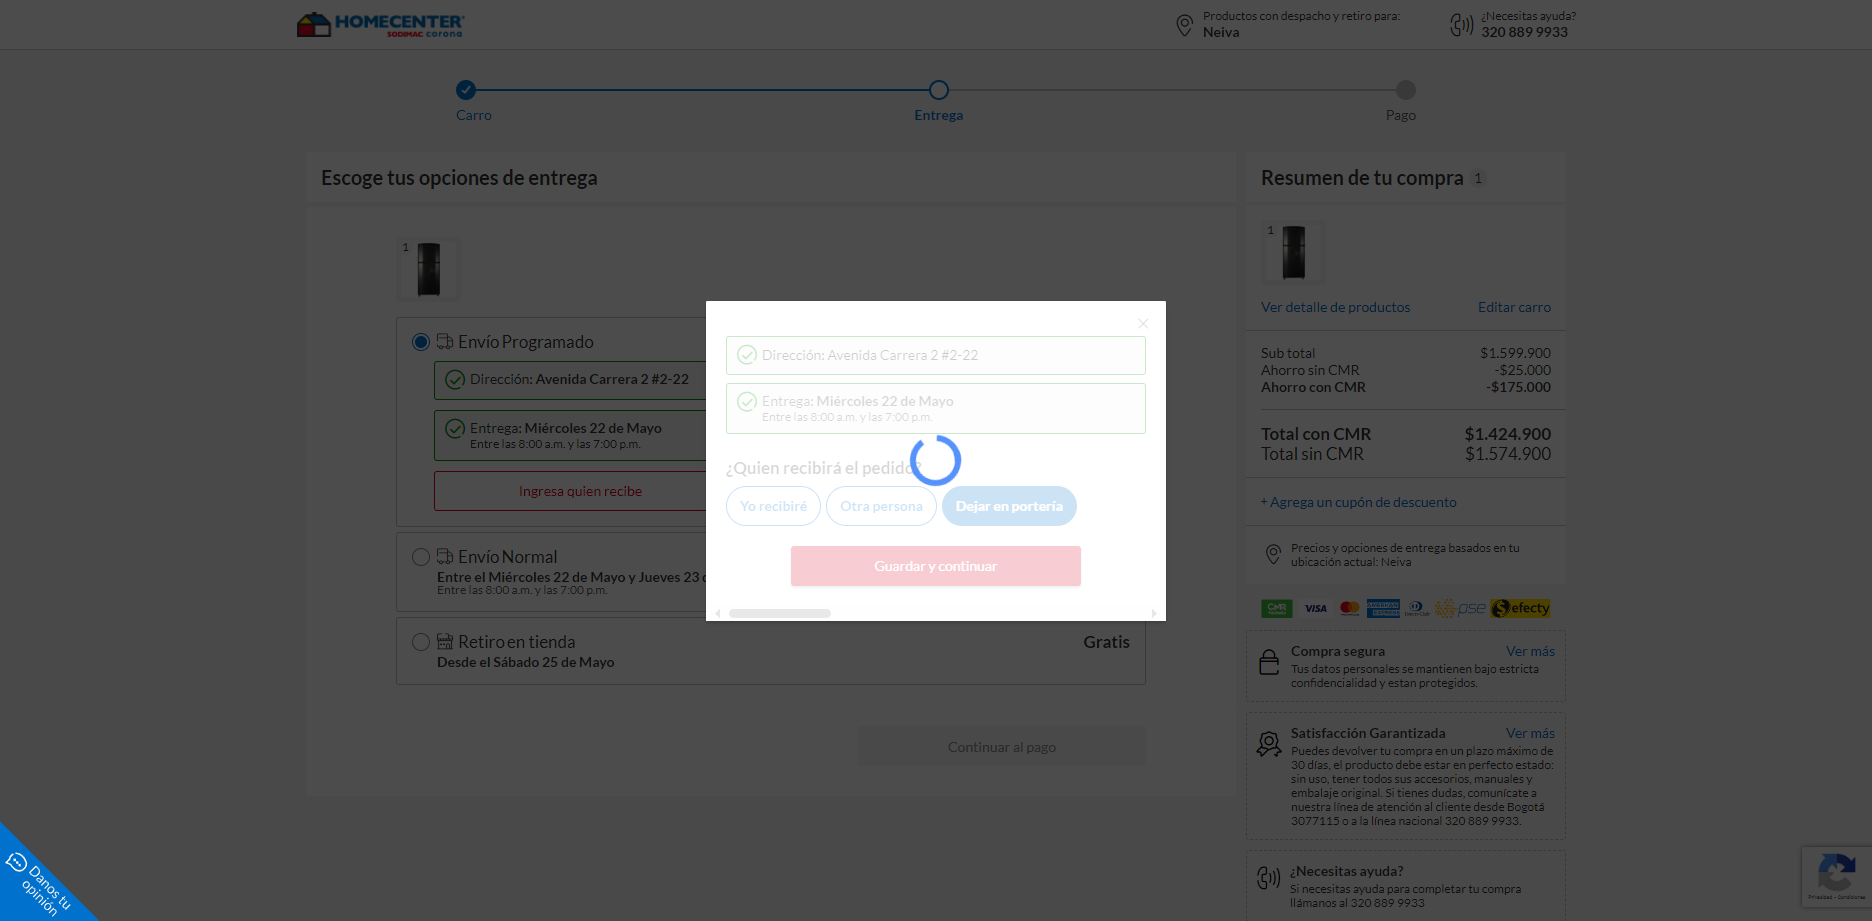 HOMECENTER
SODIMAC corona
Productos con despacho y retiro para:
Neiva
¿Necesitas ayuda?
320 889 9933
Carro
Entrega
Pago
Escoge tus opciones de entrega
1
Envío Programado
Dirección: Avenida Carrera 2 #2-22
Entrega: Miércoles 22 de Mayo
Entre las 8:00 a.m. y las 7:00 p.m.
Ingresa quien recibe
Envío Normal
Entre el Miércoles 22 de Mayo y Jueves 23 d
Entre las 8:00 a.m. y las 7:00 p.m.
Retiro en tienda
Gratis
Desde el Sábado 25 de Mayo
Continuar al pago
Dirección: Avenida Carrera 2 #2-22
Entrega: Miércoles 22 de Mayo
Entre las 8:00 a.m. y las 7:00 p.m.
¿Quien recibirá el pedido?
Yo recibiré
Otra persona
Dejar en portería
Guardar y continuar
Resumen de tu compra 1
1
Ver detalle de productos
Editar carro
Sub total $1.599.900
Ahorro sin CMR -$25.000
Ahorro con CMR -$175.000
Total con CMR $1.424.900
Total sin CMR $1.574.900
+ Agrega un cupón de descuento
Precios y opciones de entrega basados en tu
ubicación actual: Neiva
CMR VISA pse efecty
Compra segura Ver más
Tus datos personales se mantienen bajo estricta
confidencialidad y estan protegidos.
Satisfacción Garantizada Ver más
Puedes devolver tu compra en un plazo máximo de
30 días, el producto debe estar en perfecto estado:
sin uso, tener todos sus accesorios, manuales y
embalaje original. Si tienes dudas, comunícate a
nuestra línea de atención al cliente desde Bogotá
3077115 o a la línea nacional 320 889 9933.
¿Necesitas ayuda?
Si necesitas ayuda para completar tu compra
llámanos al 320 889 9933
Danos tu
opinión
Privacidad - Condiciones